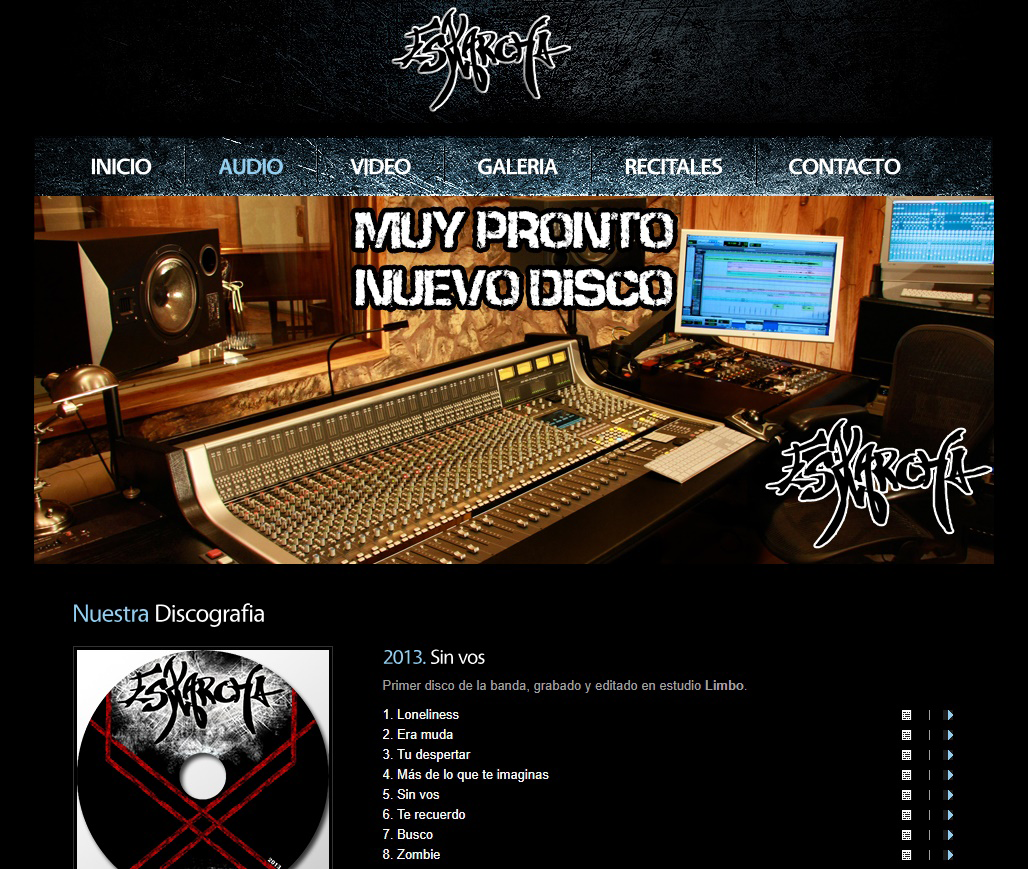 ESKARCHA
INICIO
AUDIO
VIDEO
GALERIA
RECITALES
CONTACTO
MUY PRONTO
NUEVO DISCO
ESKARCHA
Nuestra Discografia
ESKARCHA
2013
2013. Sin vos
Primer disco de la banda, grabado y editado en estudio Limbo.
1. Loneliness
2. Era muda
3. Tu despertar
4. Más de lo que te imaginas
5. Sin vos
6. Te recuerdo
7. Busco
8. Zombie